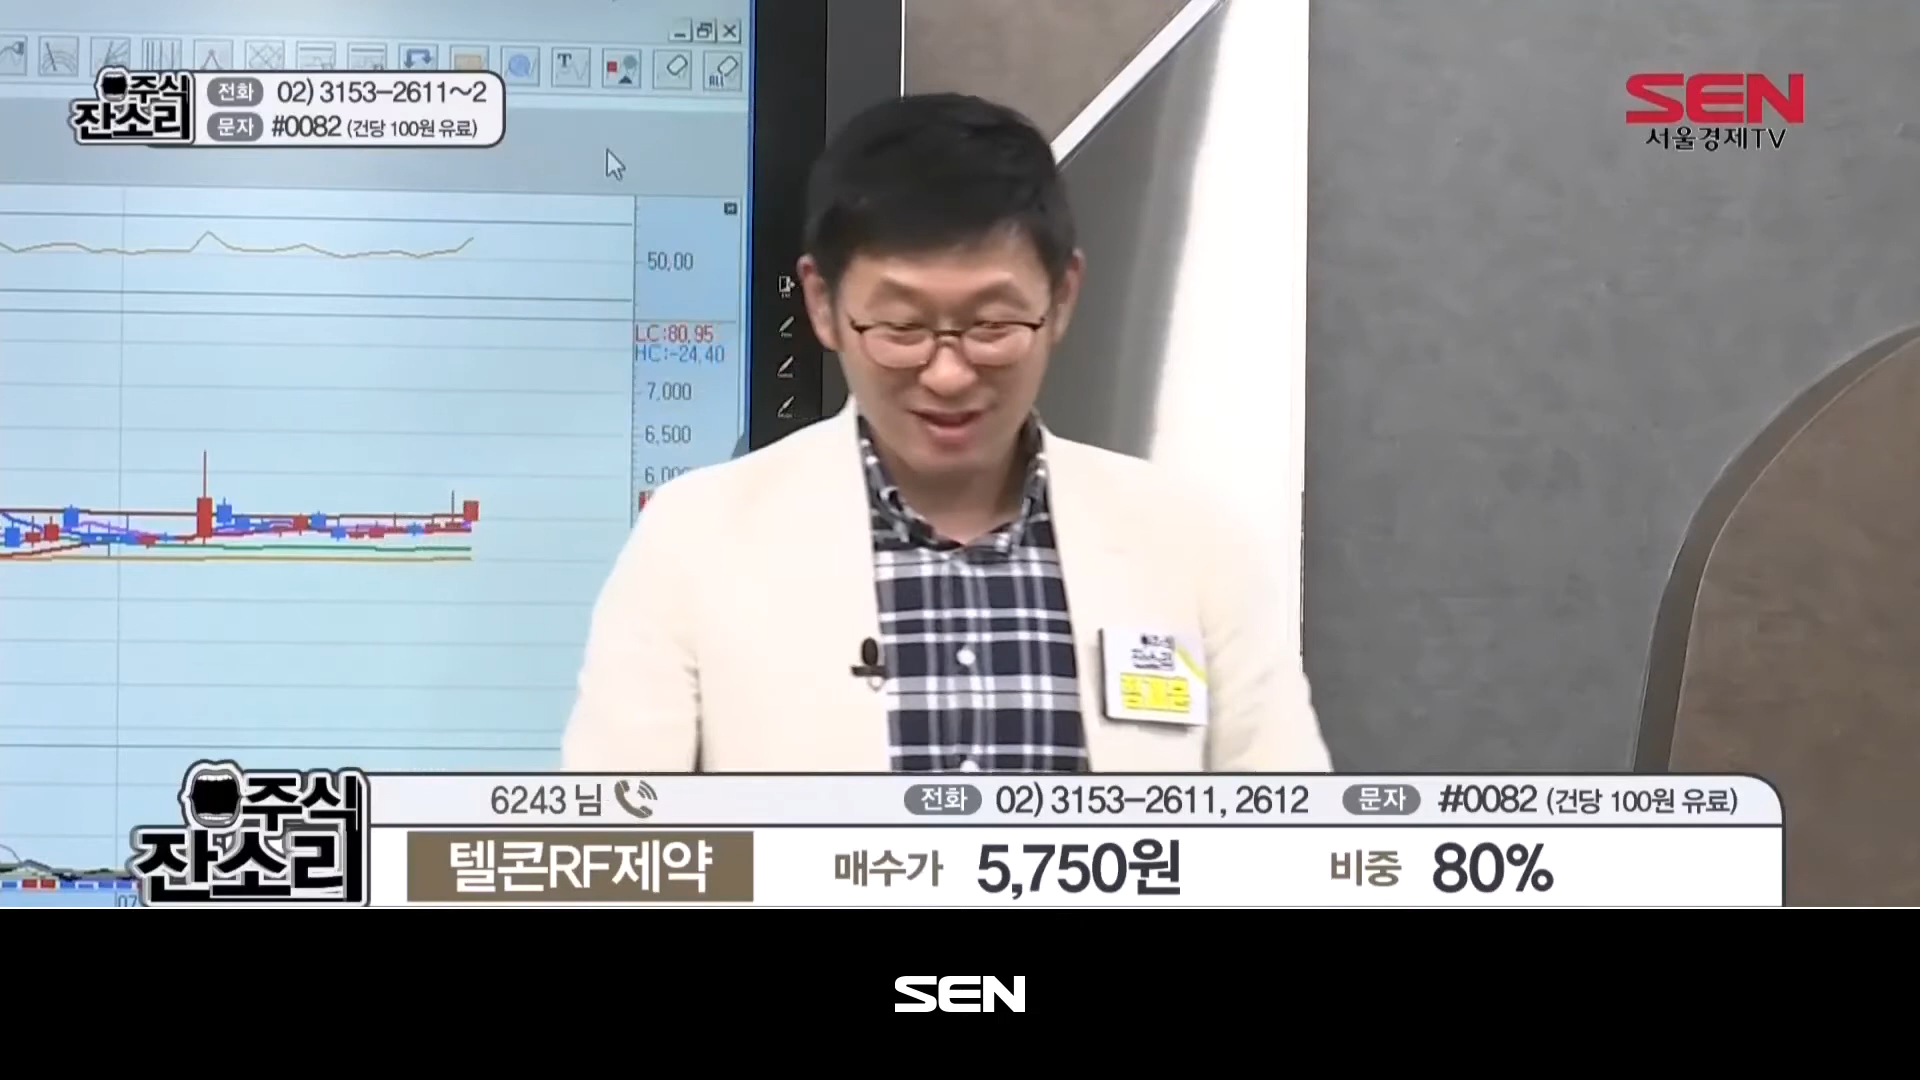 주식
잔소리
전화 02) 3153-2611~2
문자 #0082 (건당 100원 유료)
SEN
서울경제TV
T
ALL
50,00
LC:80,95
HC:-24,40
7,000
6,500
6,000
주식
잔소리
6243 님
전화 02) 3153-2611, 2612 문자 #0082 (건당 100원 유료)
텔콘RF제약 매수가 5,750원 비중 80%
07
SEN